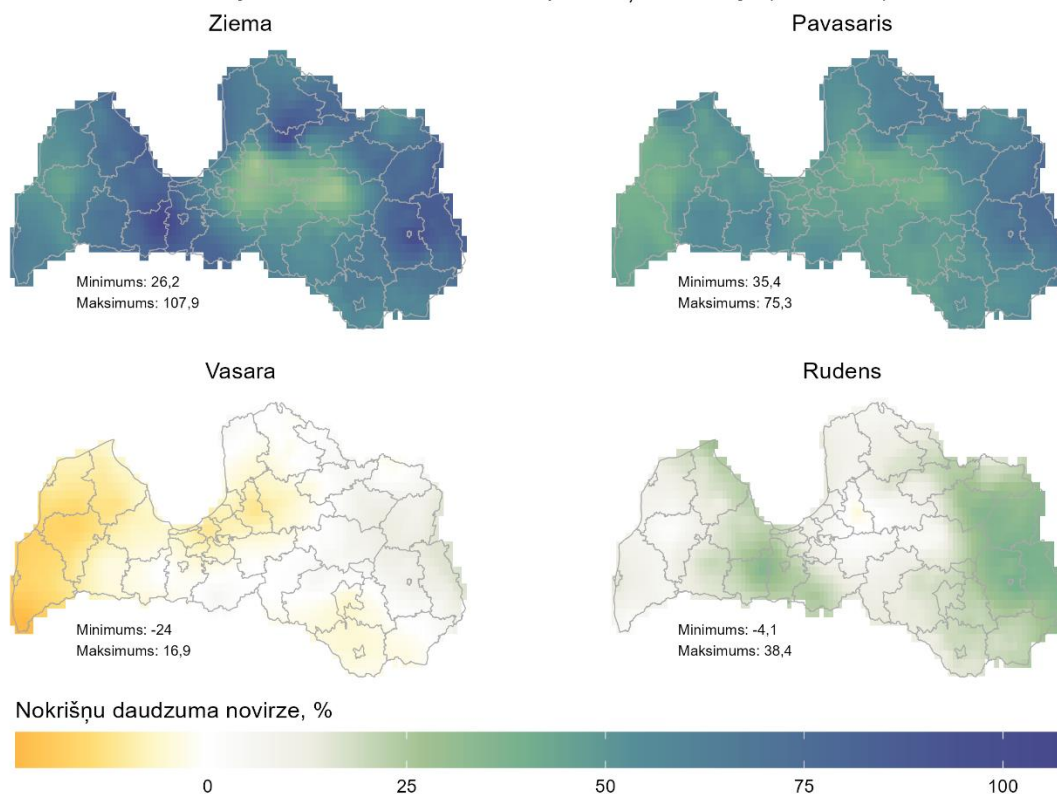 Ziema
Pavasaris
Minimums: 26,2
Maksimums: 107,9
Minimums: 35,4
Maksimums: 75,3
Vasara
Rudens
Minimums: -24
Maksimums: 16,9
Minimums: -4,1
Maksimums: 38,4
Nokrišņu daudzuma novirze, %
0 25 50 75 100